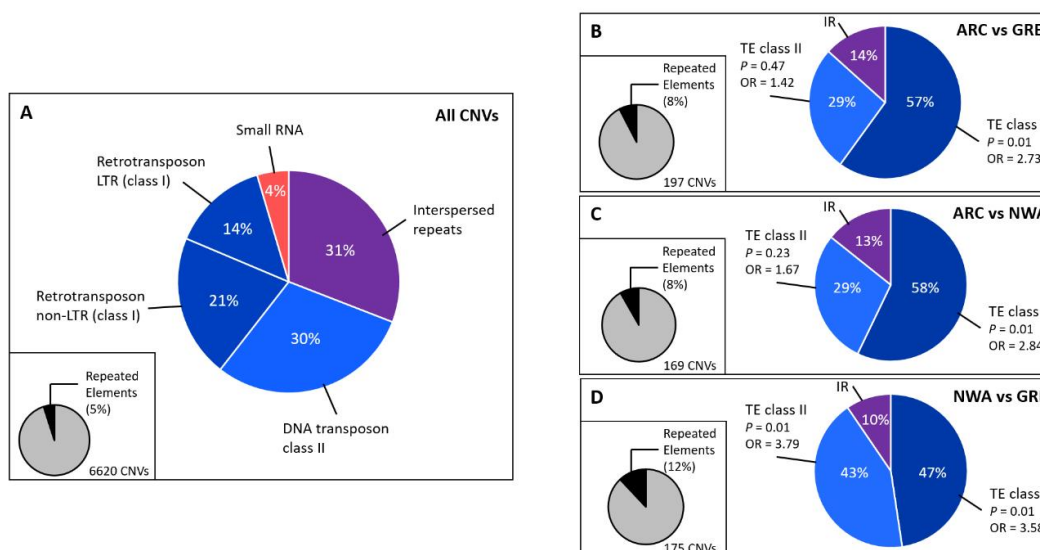 A
All CNVs
Small RNA
4%
Retrotransposon
LTR (class I)
14%
31%
Interspersed
repeats
Retrotransposon
non-LTR (class I)
21%
30%
DNA transposon
class II
Repeated
Elements
(5%)
6620 CNVs
B
ARC vs GRE
IR
14%
TE class II
P = 0.47
OR = 1.42
29%
57%
TE class
P = 0.01
OR = 2.73
Repeated
Elements
(8%)
197 CNVs
C
ARC vs NWA
IR
13%
TE class II
P = 0.23
OR = 1.67
29%
58%
TE class
P = 0.01
OR = 2.84
Repeated
Elements
(8%)
169 CNVs
D
NWA vs GRE
IR
10%
TE class II
P = 0.01
OR = 3.79
43%
47%
TE class
P = 0.01
OR = 3.58
Repeated
Elements
(12%)
175 CNVs